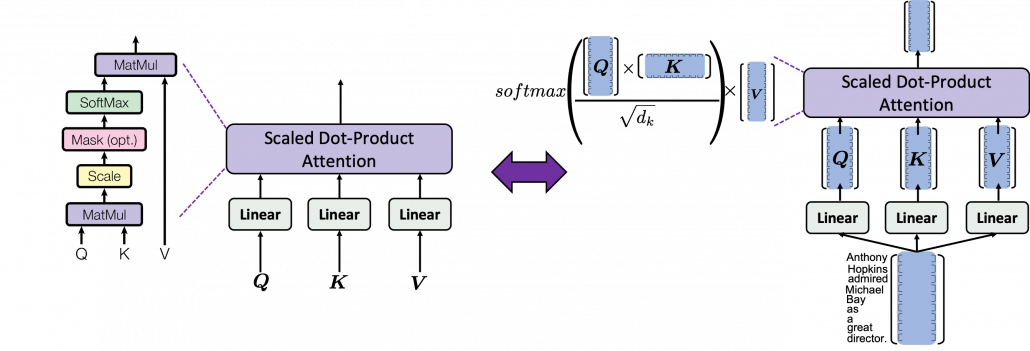 MatMul
SoftMax
Mask (opt.)
Scale
MatMul
Q K V
Scaled Dot-Product
Attention
Linear Linear Linear
Q K V
softmax ( [Q] × [K] / √d_k ) × [V]
Scaled Dot-Product
Attention
Q K V
Linear Linear Linear
Anthony
Hopkins
admired
Michael
Bay
as
a
great
director.